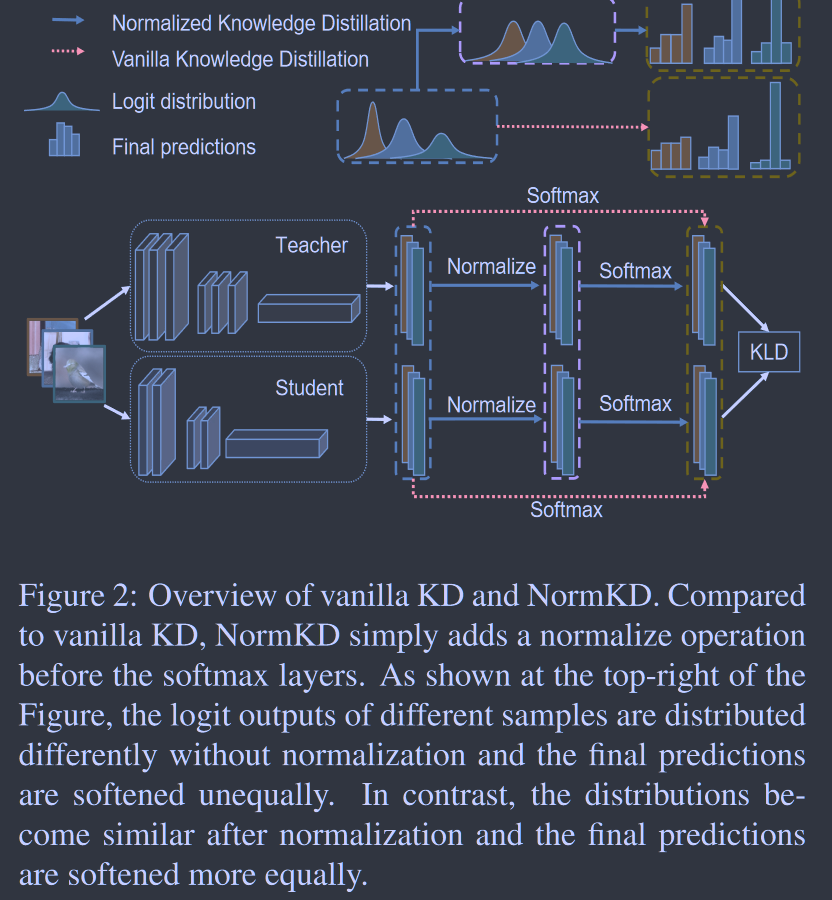 Normalized Knowledge Distillation
Vanilla Knowledge Distillation
Logit distribution
Final predictions
Softmax
Teacher
Normalize
Softmax
KLD
Student
Normalize
Softmax
Softmax
Figure 2: Overview of vanilla KD and NormKD. Compared
to vanilla KD, NormKD simply adds a normalize operation
before the softmax layers. As shown at the top-right of the
Figure, the logit outputs of different samples are distributed
differently without normalization and the final predictions
are softened unequally. In contrast, the distributions be-
come similar after normalization and the final predictions
are softened more equally.